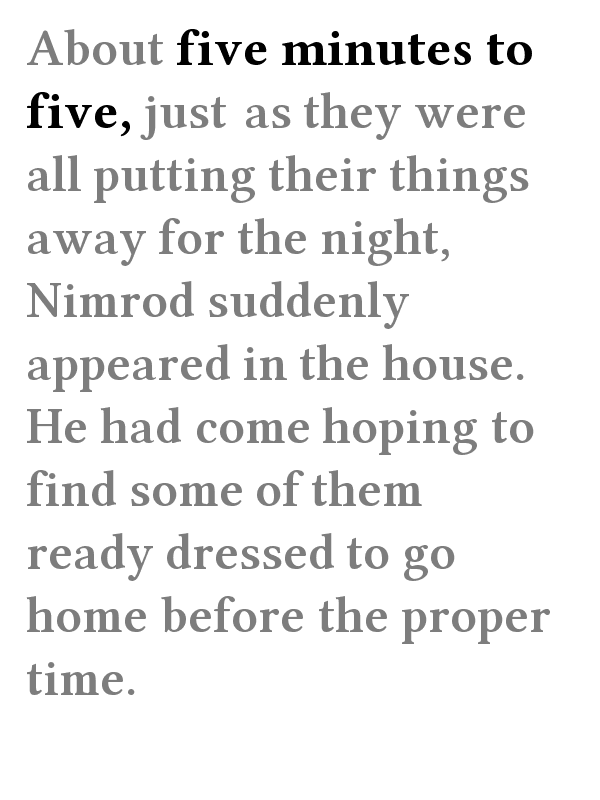 About five minutes to
five, just as they were
all putting their things
away for the night,
Nimrod suddenly
appeared in the house.
He had come hoping to
find some of them
ready dressed to go
home before the proper
time.